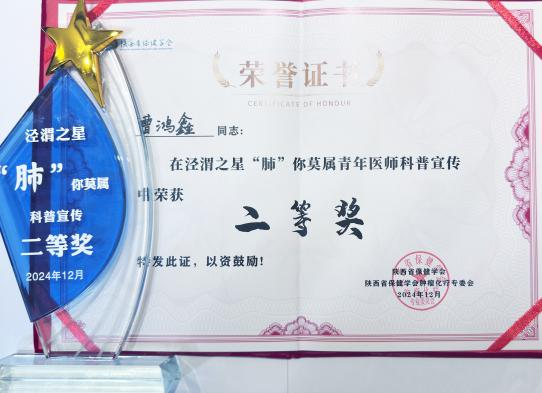 泾渭之星
“肺”你莫属
科普宣传
二等奖
2024年12月
陕西省保健学会
荣誉证书
CERTIFICATE OF HONOUR
曹鸿鑫 同志：
在泾渭之星“肺”你莫属青年医师科普宣传
中荣获
二等奖
特发此证，以资鼓励！
陕西省保健学会
陕西省保健学会肿瘤化疗专委会
2024年12月